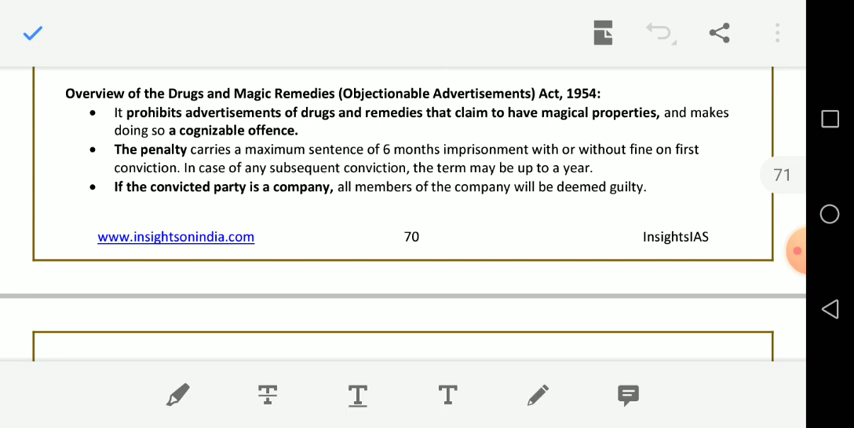 Overview of the Drugs and Magic Remedies (Objectionable Advertisements) Act, 1954:
• It prohibits advertisements of drugs and remedies that claim to have magical properties, and makes
doing so a cognizable offence.
• The penalty carries a maximum sentence of 6 months imprisonment with or without fine on first
conviction. In case of any subsequent conviction, the term may be up to a year.
• If the convicted party is a company, all members of the company will be deemed guilty.
71
www.insightsonindia.com 70 InsightsIAS